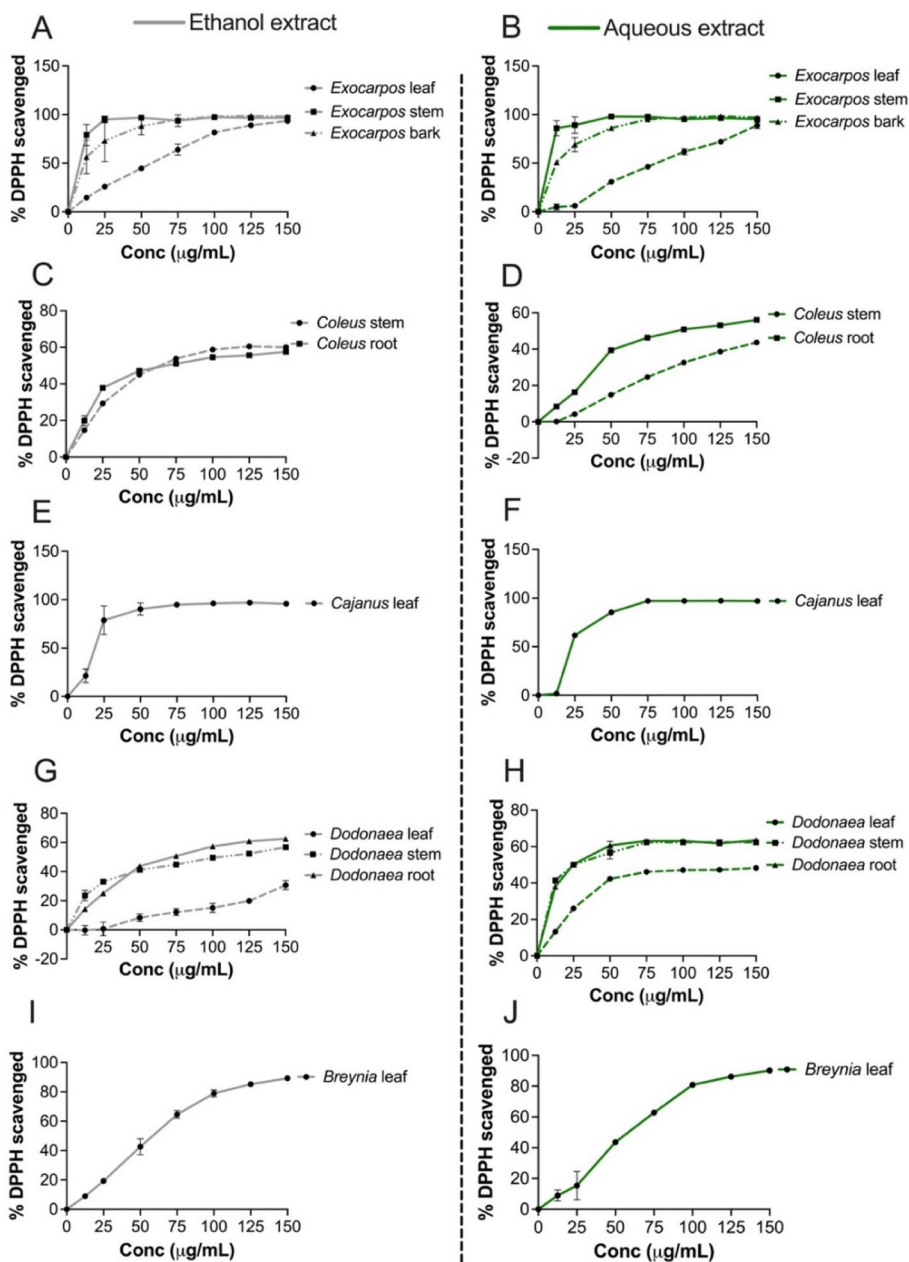 Ethanol extract
Aqueous extract
A
% DPPH scavenged
150
100
50
0
0 25 50 75 100 125 150
Conc (μg/mL)
Exocarpos leaf
Exocarpos stem
Exocarpos bark
B
% DPPH scavenged
150
100
50
0
0 25 50 75 100 125 150
Conc (μg/mL)
Exocarpos leaf
Exocarpos stem
Exocarpos bark
C
% DPPH scavenged
80
60
40
20
0
0 25 50 75 100 125 150
Conc (μg/mL)
Coleus stem
Coleus root
D
% DPPH scavenged
60
40
20
0
-20
25 50 75 100 125 150
Conc (μg/mL)
Coleus stem
Coleus root
E
% DPPH scavenged
150
100
50
0
0 25 50 75 100 125 150
Conc (μg/mL)
Cajanus leaf
F
% DPPH scavenged
150
100
50
0
0 25 50 75 100 125 150
Conc (μg/mL)
Cajanus leaf
G
% DPPH scavenged
80
60
40
20
0
-20
25 50 75 100 125 150
Conc (μg/mL)
Dodonaea leaf
Dodonaea stem
Dodonaea root
H
% DPPH scavenged
80
60
40
20
0
0 25 50 75 100 125 150
Conc (μg/mL)
Dodonaea leaf
Dodonaea stem
Dodonaea root
I
% DPPH scavenged
100
80
60
40
20
0
0 25 50 75 100 125 150
Conc (μg/mL)
Breynia leaf
J
% DPPH scavenged
100
80
60
40
20
0
0 25 50 75 100 125 150
Conc (μg/mL)
Breynia leaf